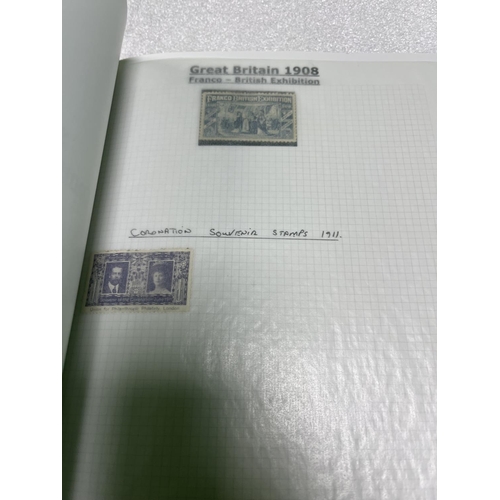 Great Britain 1908
Franco – British Exhibition
FRANCO BRITISH EXHIBITION
CORONATION SOUVENIR STAMPS 1911.